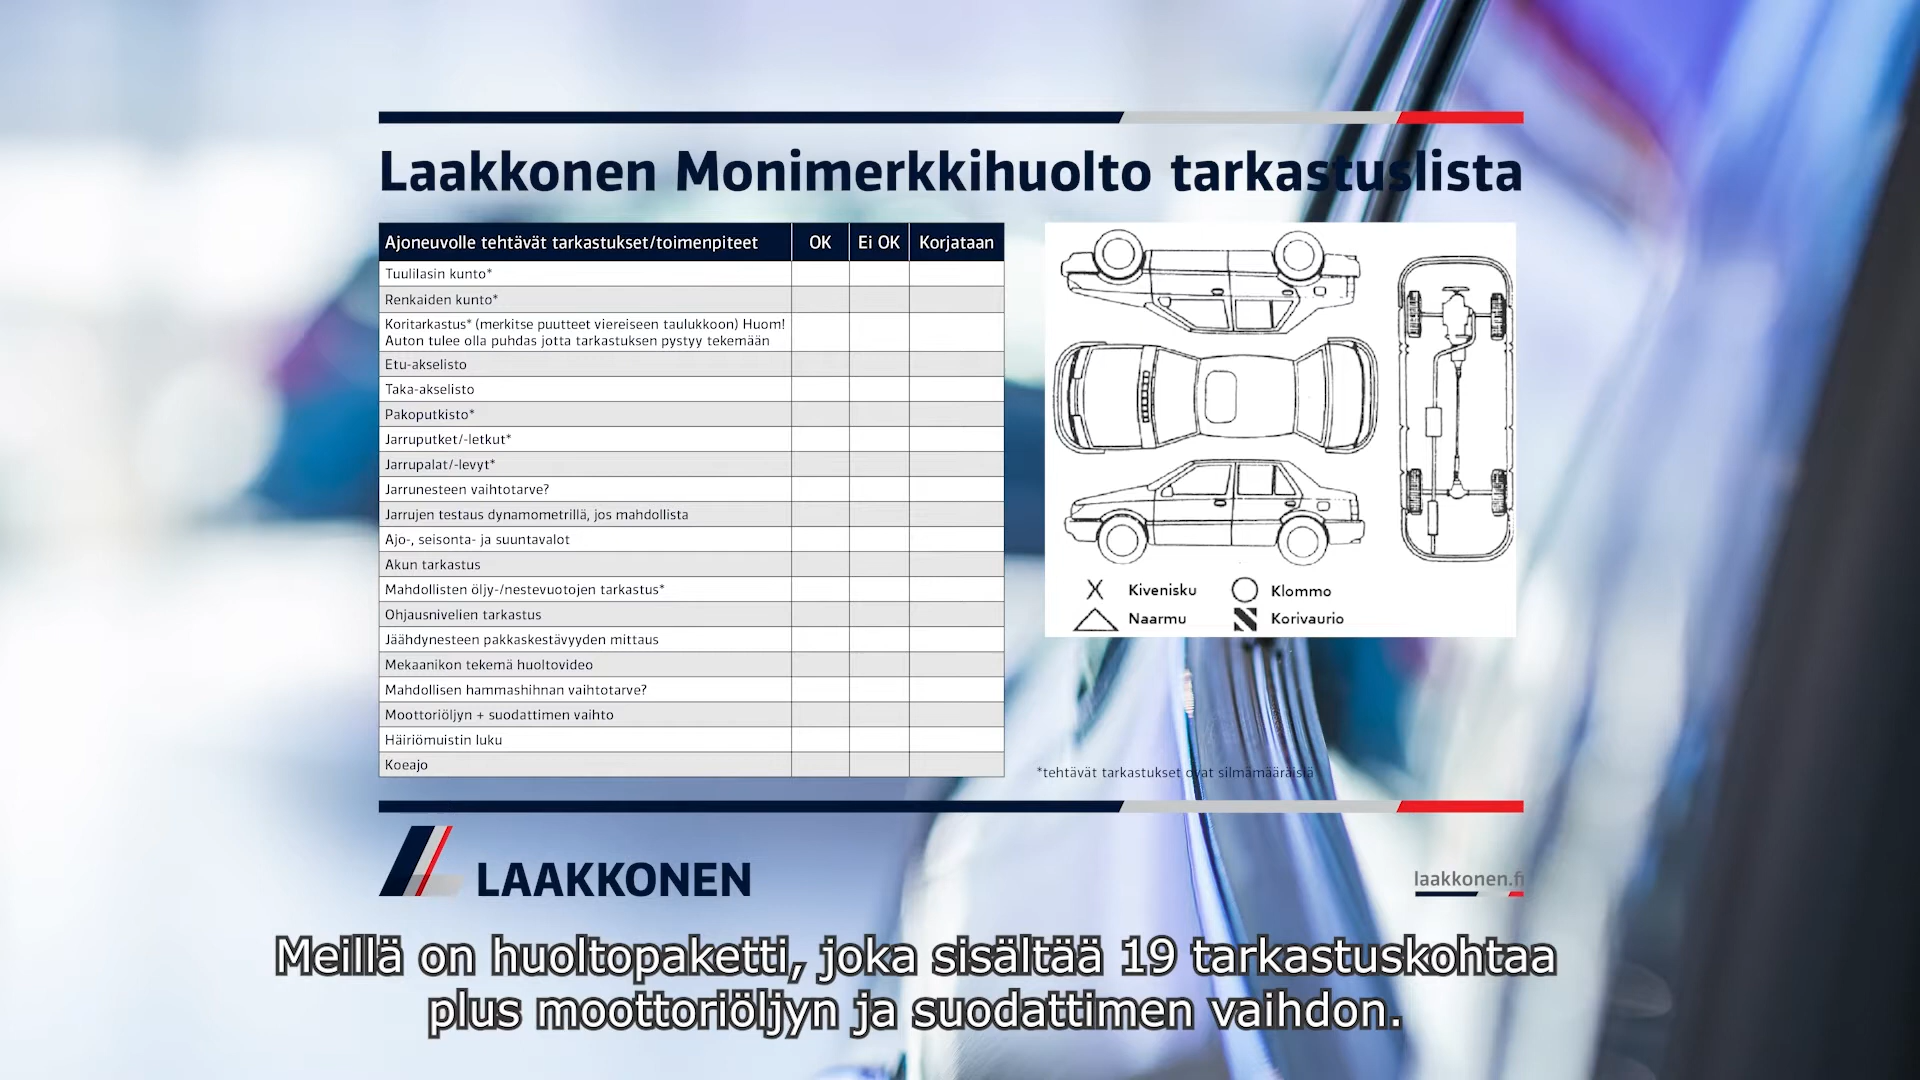 Laakkonen Monimerkkihuolto tarkastuslista
Ajoneuvolle tehtävät tarkastukset/toimenpiteet OK Ei OK Korjataan
Tuulilasin kunto*
Renkaiden kunto*
Koritarkastus* (merkitse puutteet viereiseen taulukkoon) Huom!
Auton tulee olla puhdas jotta tarkastuksen pystyy tekemään
Etu-akselisto
Taka-akselisto
Pakoputkisto*
Jarruputket/-letkut*
Jarrupalat/-levyt*
Jarrunesteen vaihtotarve?
Jarrujen testaus dynamometrillä, jos mahdollista
Ajo-, seisonta- ja suuntavalot
Akun tarkastus
Mahdollisten öljy-/nestevuotojen tarkastus*
Ohjausnivelien tarkastus
Jäähdynesteen pakkaskestävyyden mittaus
Mekaanikon tekemä huoltovideo
Mahdollisen hammashihnan vaihtotarve?
Moottoriöljyn + suodattimen vaihto
Häiriömuistin luku
Koeajo
Kivenisku Klommo
Naarmu Korivaurio
*tehtävät tarkastukset ovat silmämääräisiä
LAAKKONEN
laakkonen.fi
Meillä on huoltopaketti, joka sisältää 19 tarkastuskohtaa
plus moottoriöljyn ja suodattimen vaihdon.